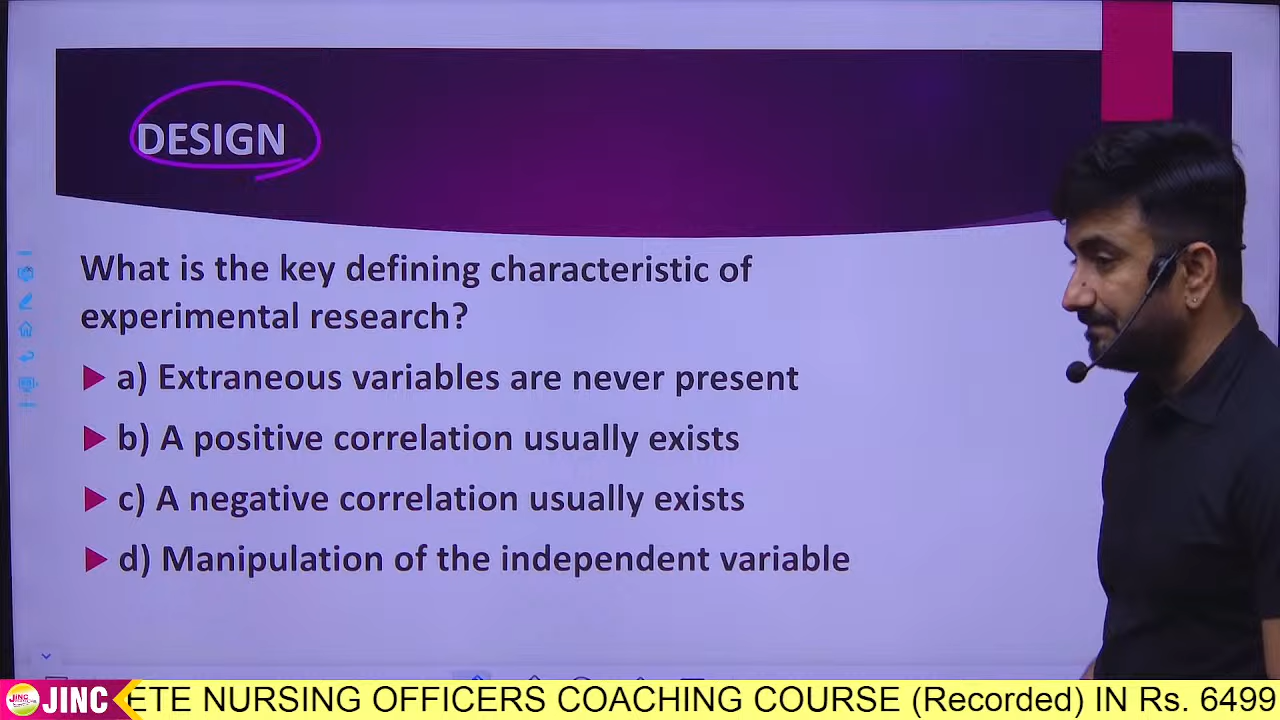 DESIGN
What is the key defining characteristic of
experimental research?
a) Extraneous variables are never present
b) A positive correlation usually exists
c) A negative correlation usually exists
d) Manipulation of the independent variable
JINC ETE NURSING OFFICERS COACHING COURSE (Recorded) IN Rs. 6499